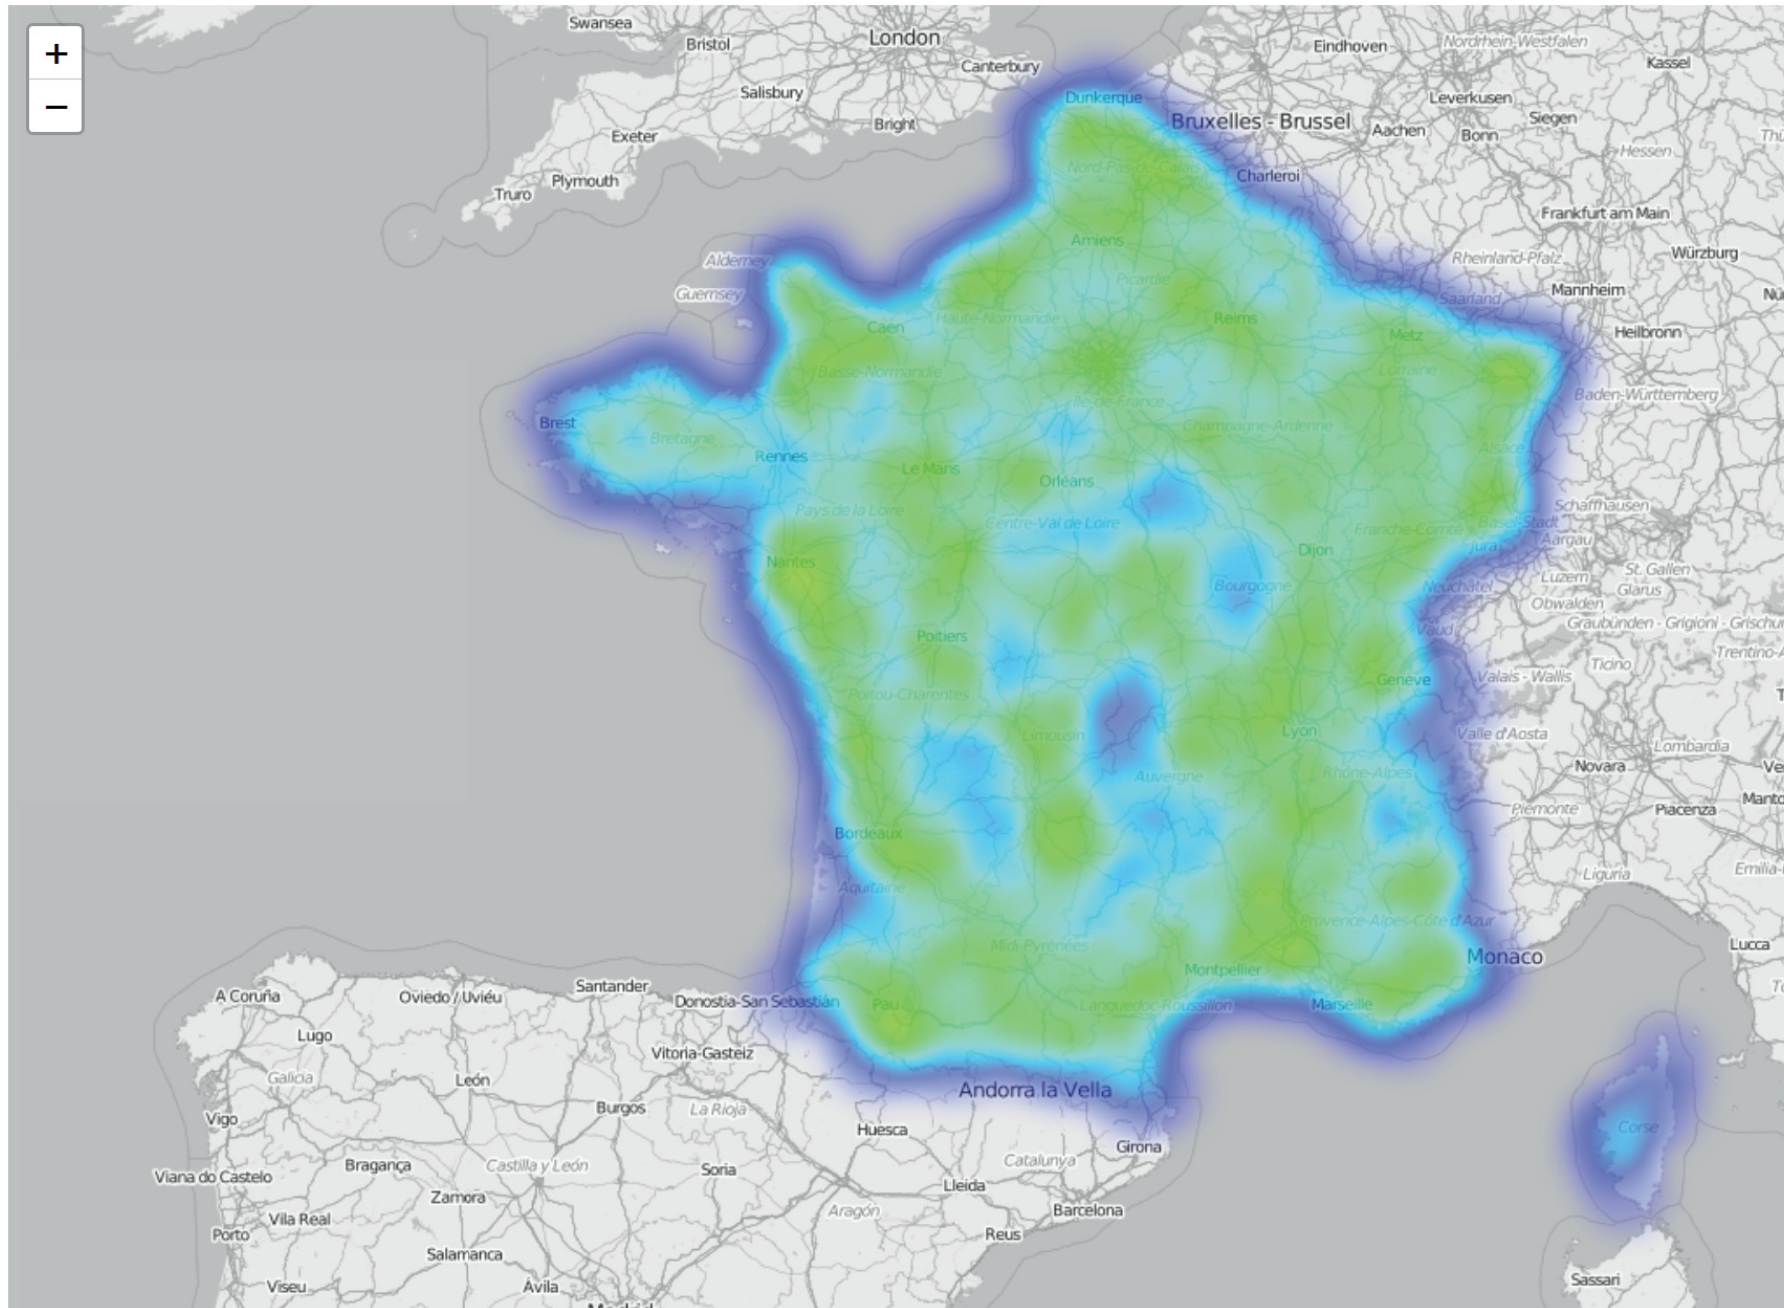 +
−
Swansea
Bristol
London
Canterbury
Salisbury
Bright
Exeter
Plymouth
Truro
Eindhoven
Nordrhein-Westfalen
Kassel
Leverkusen
Dunkerque
Bruxelles - Brussel
Aachen
Bonn
Siegen
Hessen
Nord-Pas-de-Calais
Charleroi
Frankfurt am Main
Würzburg
Amiens
Alderney
Rheinland-Pfalz
Guernsey
Picardie
Mannheim
Saarland
Caen
Haute-Normandie
Reims
Metz
Heilbronn
Basse-Normandie
Lorraine
Île-de-France
Baden-Württemberg
Brest
Bretagne
Champagne-Ardenne
Alsace
Rennes
Le Mans
Orléans
Pays de la Loire
Centre-Val de Loire
Schaffhausen
Basel-Stadt
Franche-Comté
Aargau
Jura
Nantes
Dijon
Luzern
St. Gallen
Bourgogne
Neuchâtel
Glarus
Obwalden
Graubünden - Grigioni - Grischun
Vaud
Poitiers
Ticino
Genève
Valais - Wallis
Poitou-Charentes
Limousin
Lyon
Valle d'Aosta
Lombardia
Auvergne
Rhône-Alpes
Novara
Piemonte
Piacenza
Bordeaux
Liguria
Aquitaine
Provence-Alpes-Côte d'Azur
Midi-Pyrénées
Lucca
Monaco
Montpellier
A Coruña
Oviedo / Uviéu
Santander
Donostia-San Sebastián
Pau
Languedoc-Roussillon
Marseille
Lugo
Vitoria-Gasteiz
Galicia
León
Andorra la Vella
Burgos
La Rioja
Vigo
Huesca
Corse
Girona
Viana do Castelo
Bragança
Castilla y León
Soria
Catalunya
Zamora
Lleida
Vila Real
Aragón
Barcelona
Porto
Reus
Salamanca
Viseu
Ávila
Sassari
Madrid